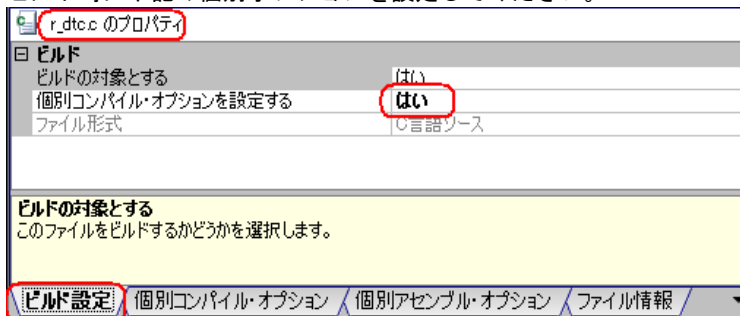 r_dtc.c のプロパティ
ビルド
ビルドの対象とする はい
個別コンパイル・オプションを設定する はい
ファイル形式 C言語ソース
ビルドの対象とする
このファイルをビルドするかどうかを選択します。
ビルド設定 個別コンパイル・オプション 個別アセンブル・オプション ファイル情報